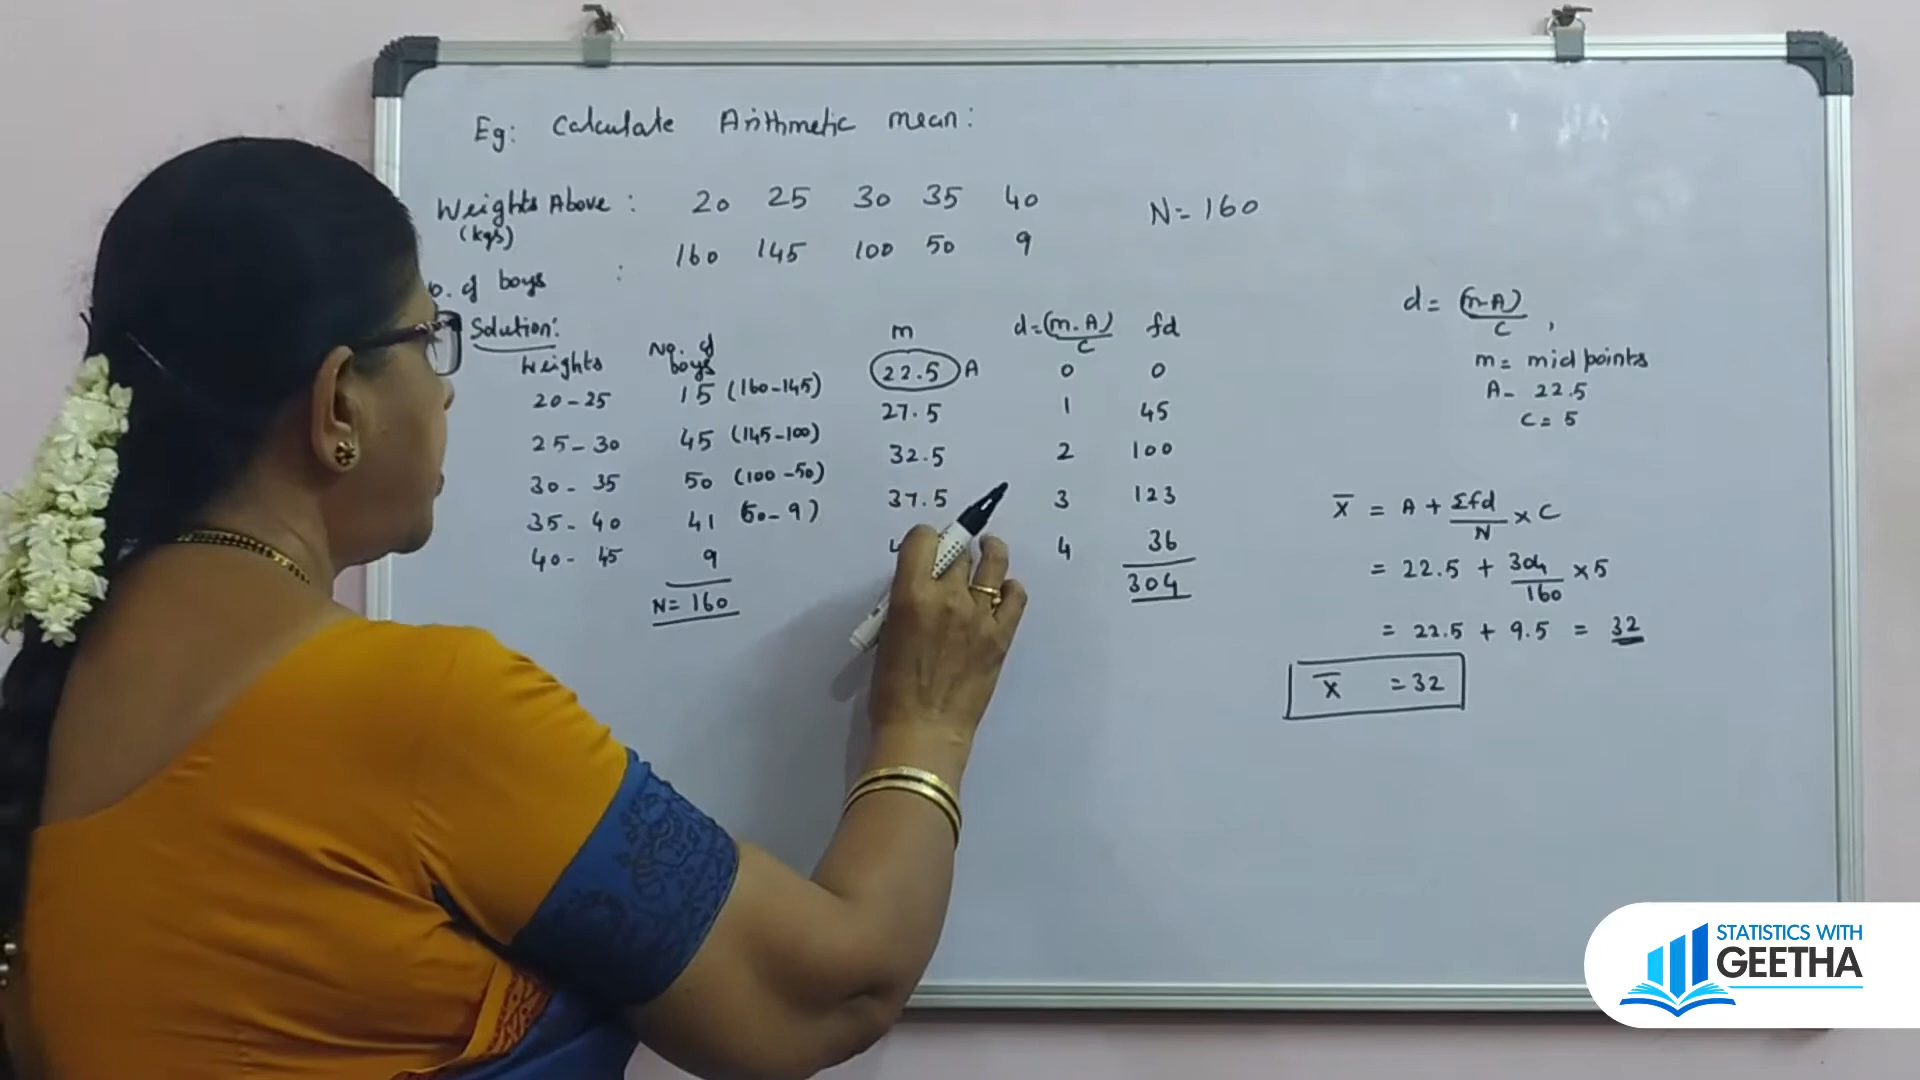 Eg: Calculate Arithmetic mean:
Weights Above : 20 25 30 35 40 N= 160
(kgs)
: 160 145 100 50 9
o. of boys
Solution:
Weights No. of boys m d=(m-A)/C fd
20-25 15 (160-145) 22.5 A 0 0
25-30 45 (145-100) 27.5 1 45
30-35 50 (100-50) 32.5 2 100
35-40 41 (50-9) 37.5 3 123
40-45 9 4 36
N= 160 304
d= (m-A)/C ,
m= mid points
A- 22.5
C= 5
X̄ = A + Σfd/N × C
= 22.5 + 304/160 × 5
= 22.5 + 9.5 = 32
X̄ = 32
STATISTICS WITH
GEETHA